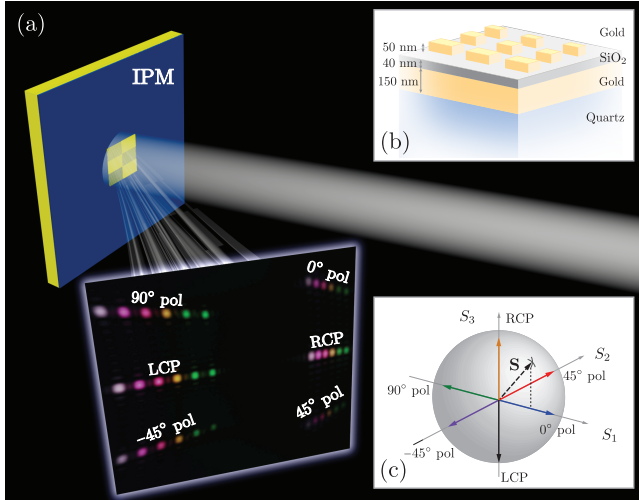 (a)
IPM
90° pol
0° pol
LCP
RCP
−45° pol
45° pol
50 nm
40 nm
150 nm
Gold
SiO₂
Gold
Quartz
(b)
S₃
RCP
S
S₂
45° pol
90° pol
0° pol
S₁
−45° pol
LCP
(c)